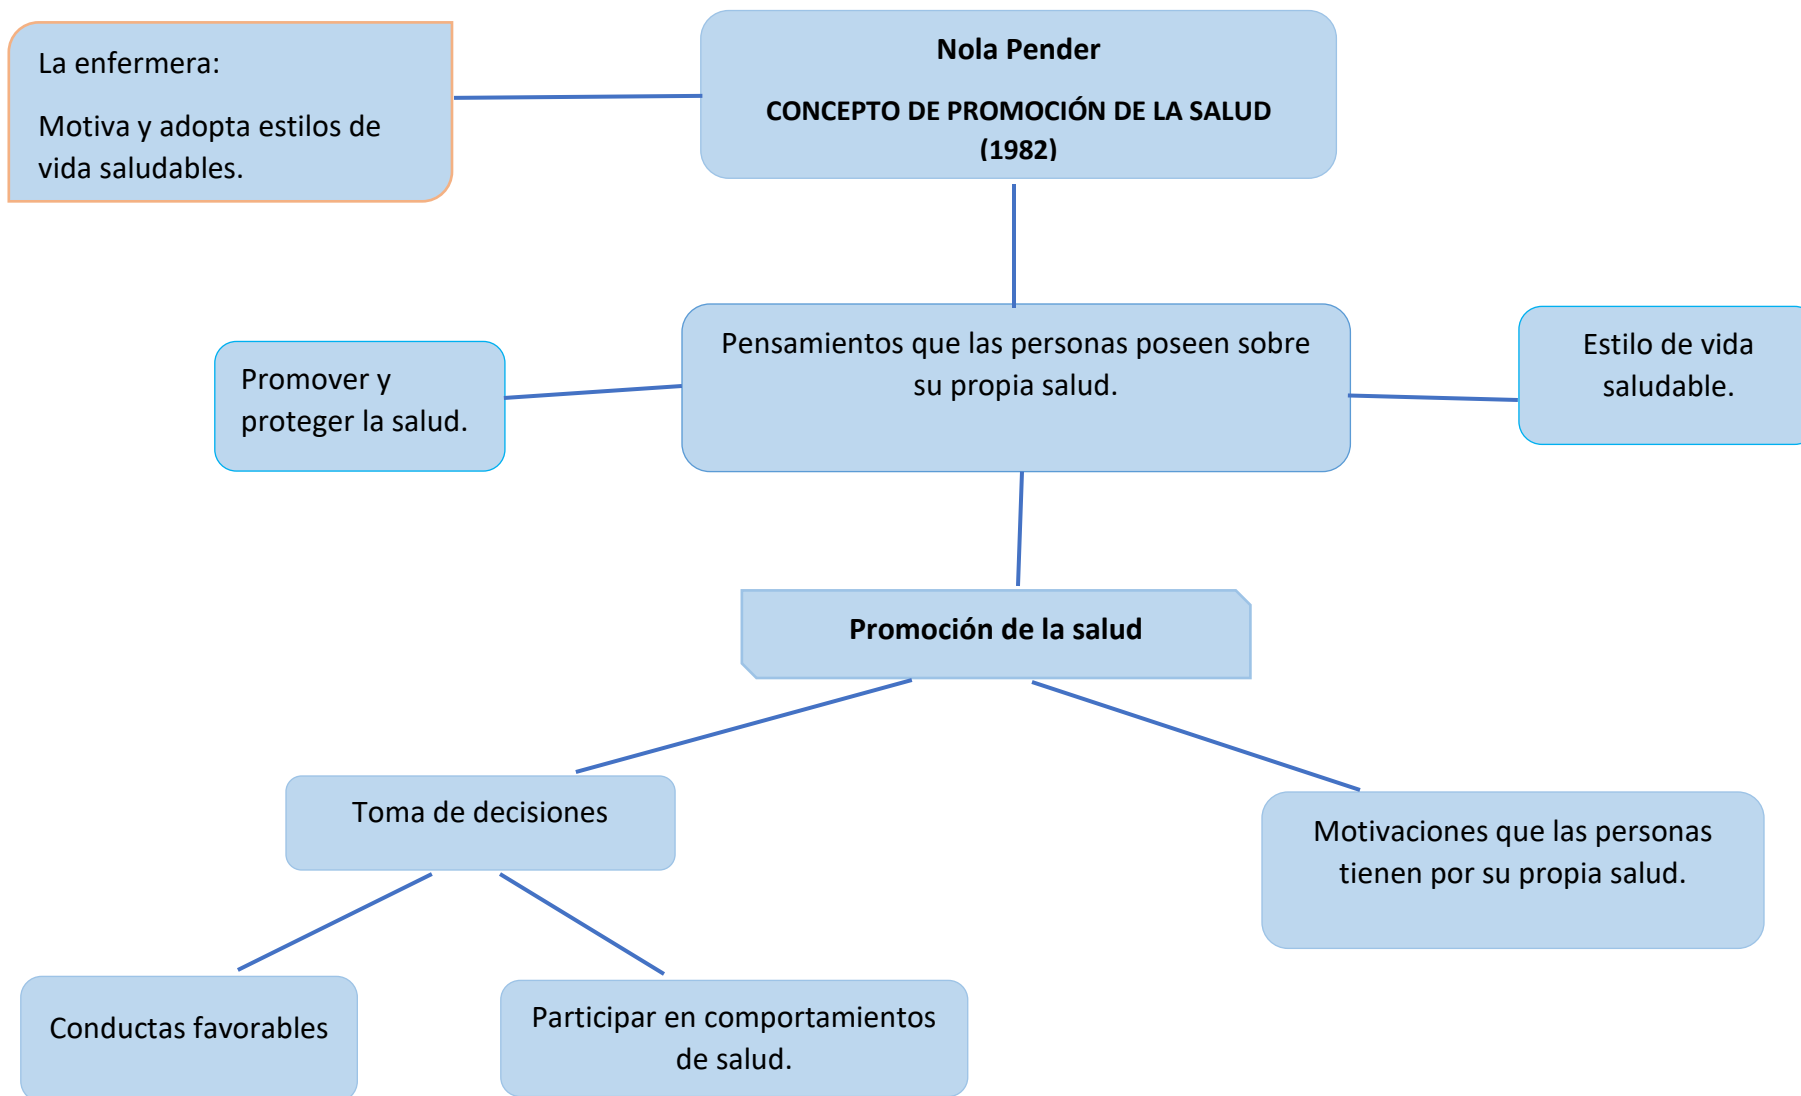 La enfermera:
Motiva y adopta estilos de
vida saludables.
Nola Pender
CONCEPTO DE PROMOCIÓN DE LA SALUD
(1982)
Promover y
proteger la salud.
Pensamientos que las personas poseen sobre
su propia salud.
Estilo de vida
saludable.
Promoción de la salud
Toma de decisiones
Motivaciones que las personas
tienen por su propia salud.
Conductas favorables
Participar en comportamientos
de salud.